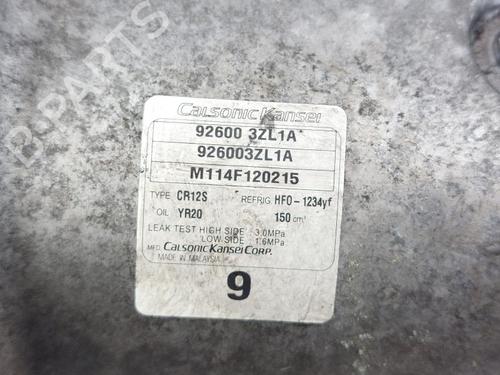 CalsonicKansei
92600 3ZL1A*
926003ZL1A
M114F120215
TYPE CR12S REFRIG HFO-1234yf
OIL YR20 150 cm³
LEAK TEST HIGH SIDE : 3.0MPa
LOW SIDE : 1.6MPa
MFD. CALSONICKANSEI CORP.
MADE IN MALAYSIA
9
PARTS